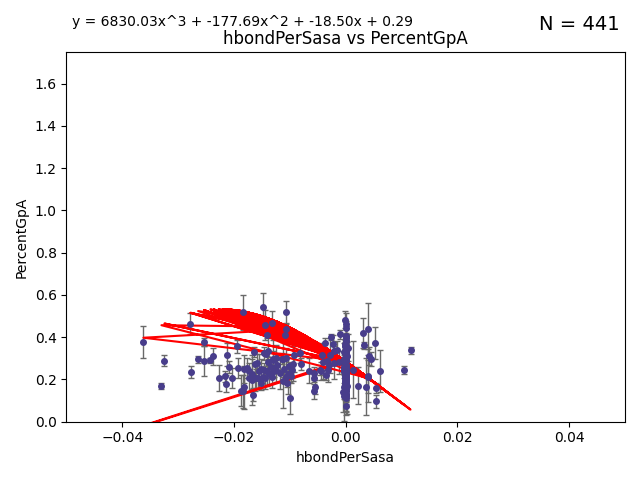 y = 6830.03x^3 + -177.69x^2 + -18.50x + 0.29
N = 441
hbondPerSasa vs PercentGpA
1.6
1.4
1.2
1.0
0.8
0.6
0.4
0.2
0.0
PercentGpA
−0.04 −0.02 0.00 0.02 0.04
hbondPerSasa